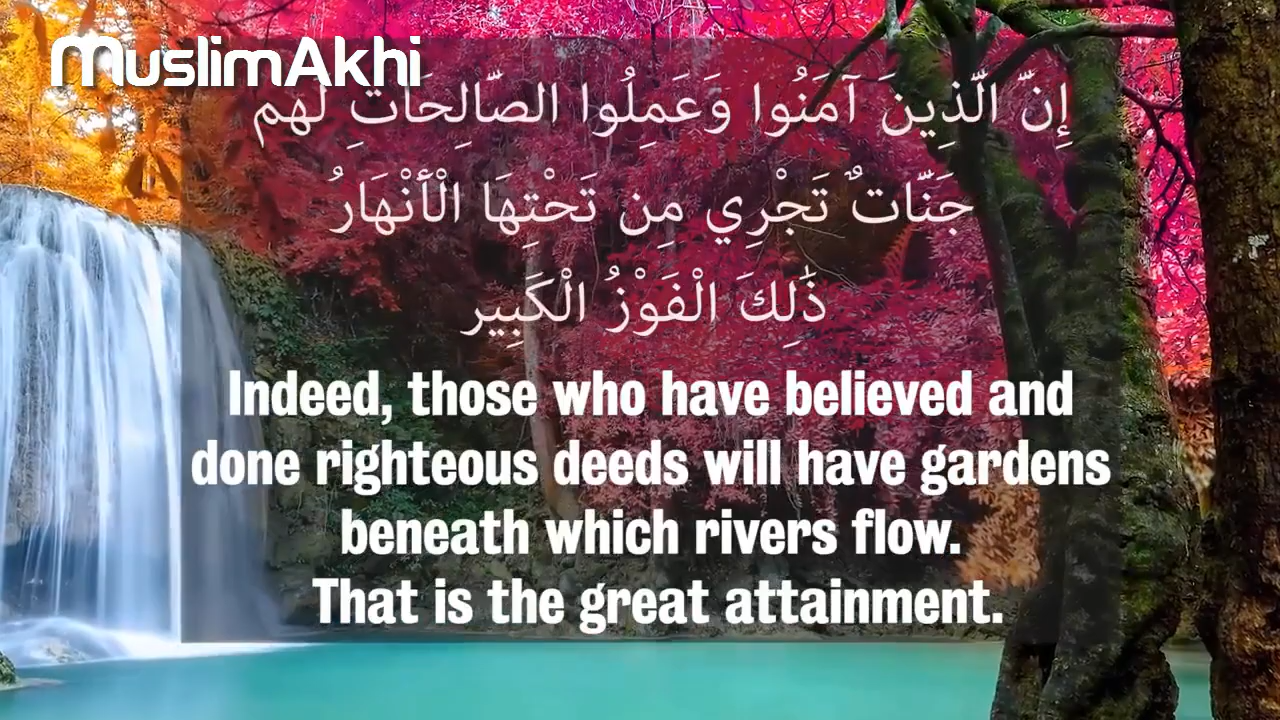 MuslimAkhi
إِنَّ الَّذِينَ آمَنُوا وَعَمِلُوا الصَّالِحَاتِ لَهُم
جَنَّاتٌ تَجْرِي مِن تَحْتِهَا الْأَنْهَارُ
ذَٰلِكَ الْفَوْزُ الْكَبِير
Indeed, those who have believed and
done righteous deeds will have gardens
beneath which rivers flow.
That is the great attainment.